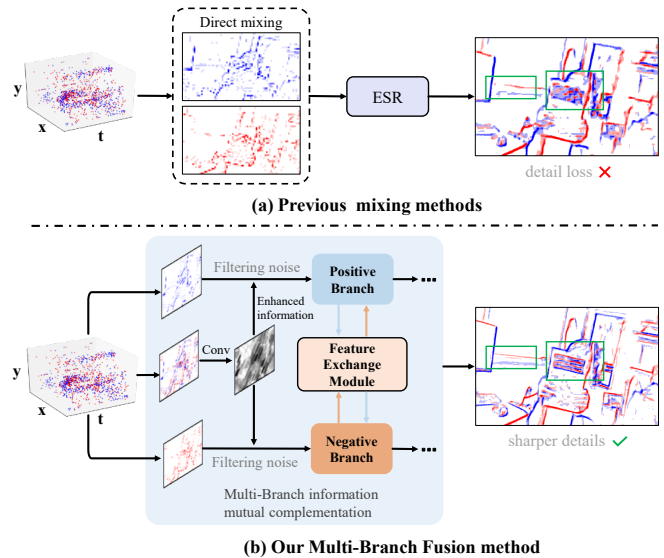 Direct mixing
y
x
t
ESR
detail loss
(a) Previous mixing methods
Filtering noise
Positive
Branch
Enhanced
information
Conv
y
x
t
Feature
Exchange
Module
Filtering noise
Negative
Branch
sharper details
Multi-Branch information
mutual complementation
(b) Our Multi-Branch Fusion method